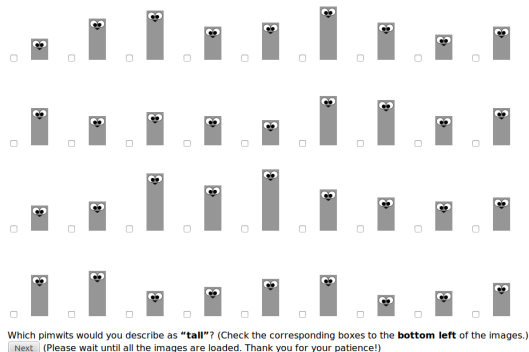 Which pimwits would you describe as “tall”? (Check the corresponding boxes to the bottom left of the images.)
Next (Please wait until all the images are loaded. Thank you for your patience!)